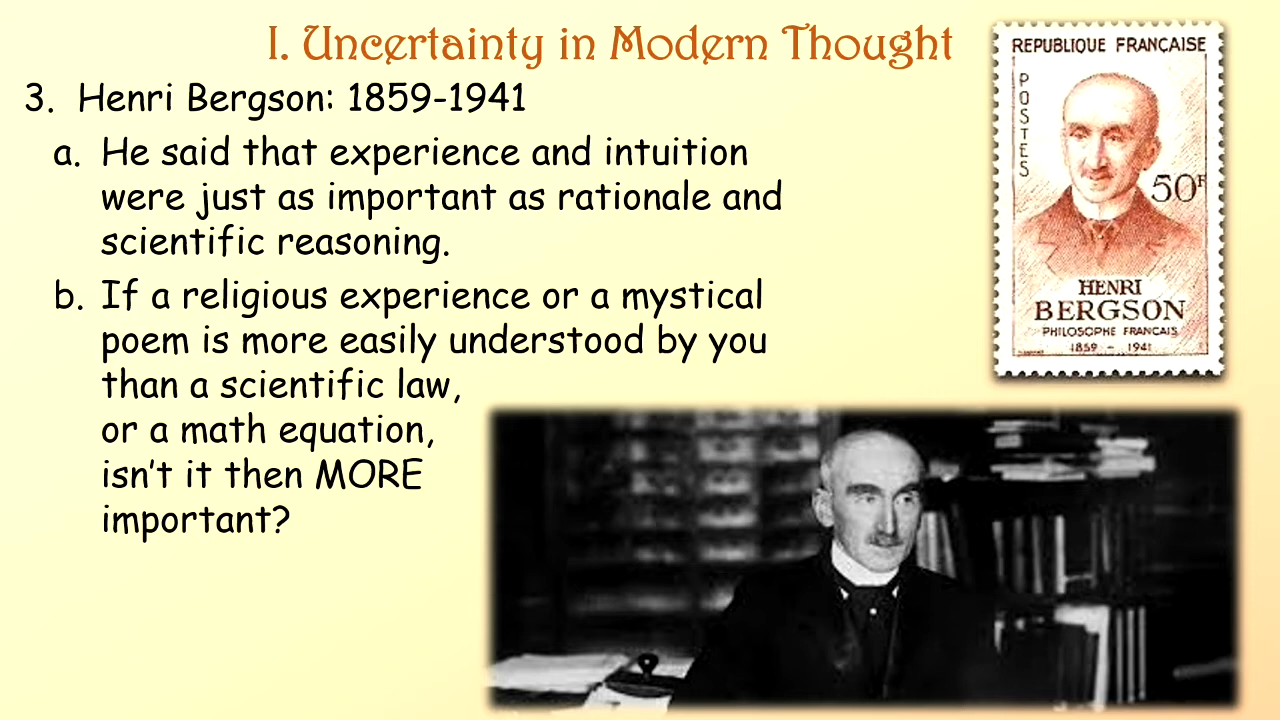 I. Uncertainty in Modern Thought
3. Henri Bergson: 1859-1941
a. He said that experience and intuition
were just as important as rationale and
scientific reasoning.
b. If a religious experience or a mystical
poem is more easily understood by you
than a scientific law,
or a math equation,
isn't it then MORE
important?
REPUBLIQUE FRANÇAISE
POSTES
50F
HENRI
BERGSON
PHILOSOPHE FRANÇAIS
1859 - 1941